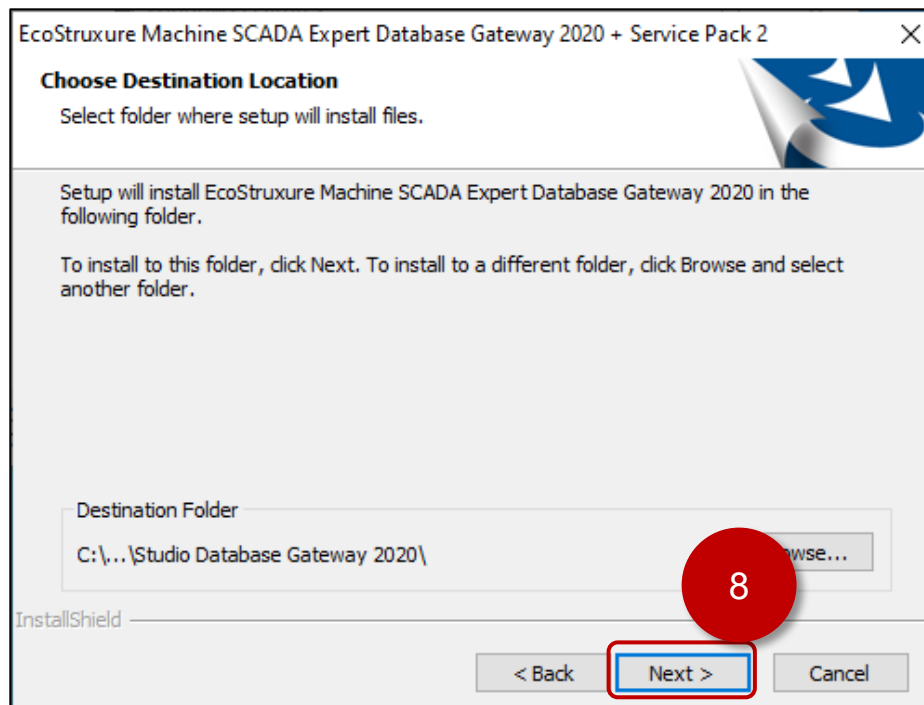 EcoStruxure Machine SCADA Expert Database Gateway 2020 + Service Pack 2
Choose Destination Location
Select folder where setup will install files.
Setup will install EcoStruxure Machine SCADA Expert Database Gateway 2020 in the
following folder.
To install to this folder, click Next. To install to a different folder, click Browse and select
another folder.
Destination Folder
C:\...\Studio Database Gateway 2020\
owse...
8
InstallShield
< Back
Next >
Cancel